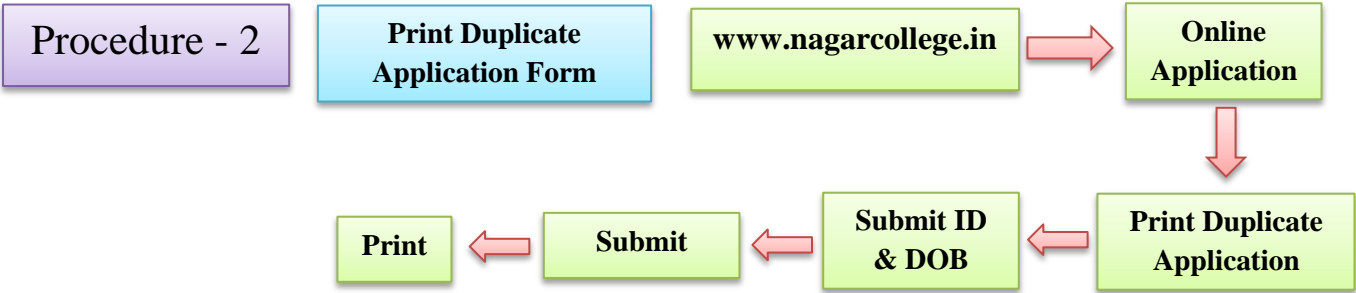 Procedure - 2
Print Duplicate
Application Form
www.nagarcollege.in
Online
Application
Print Duplicate
Application
Submit ID
& DOB
Submit
Print